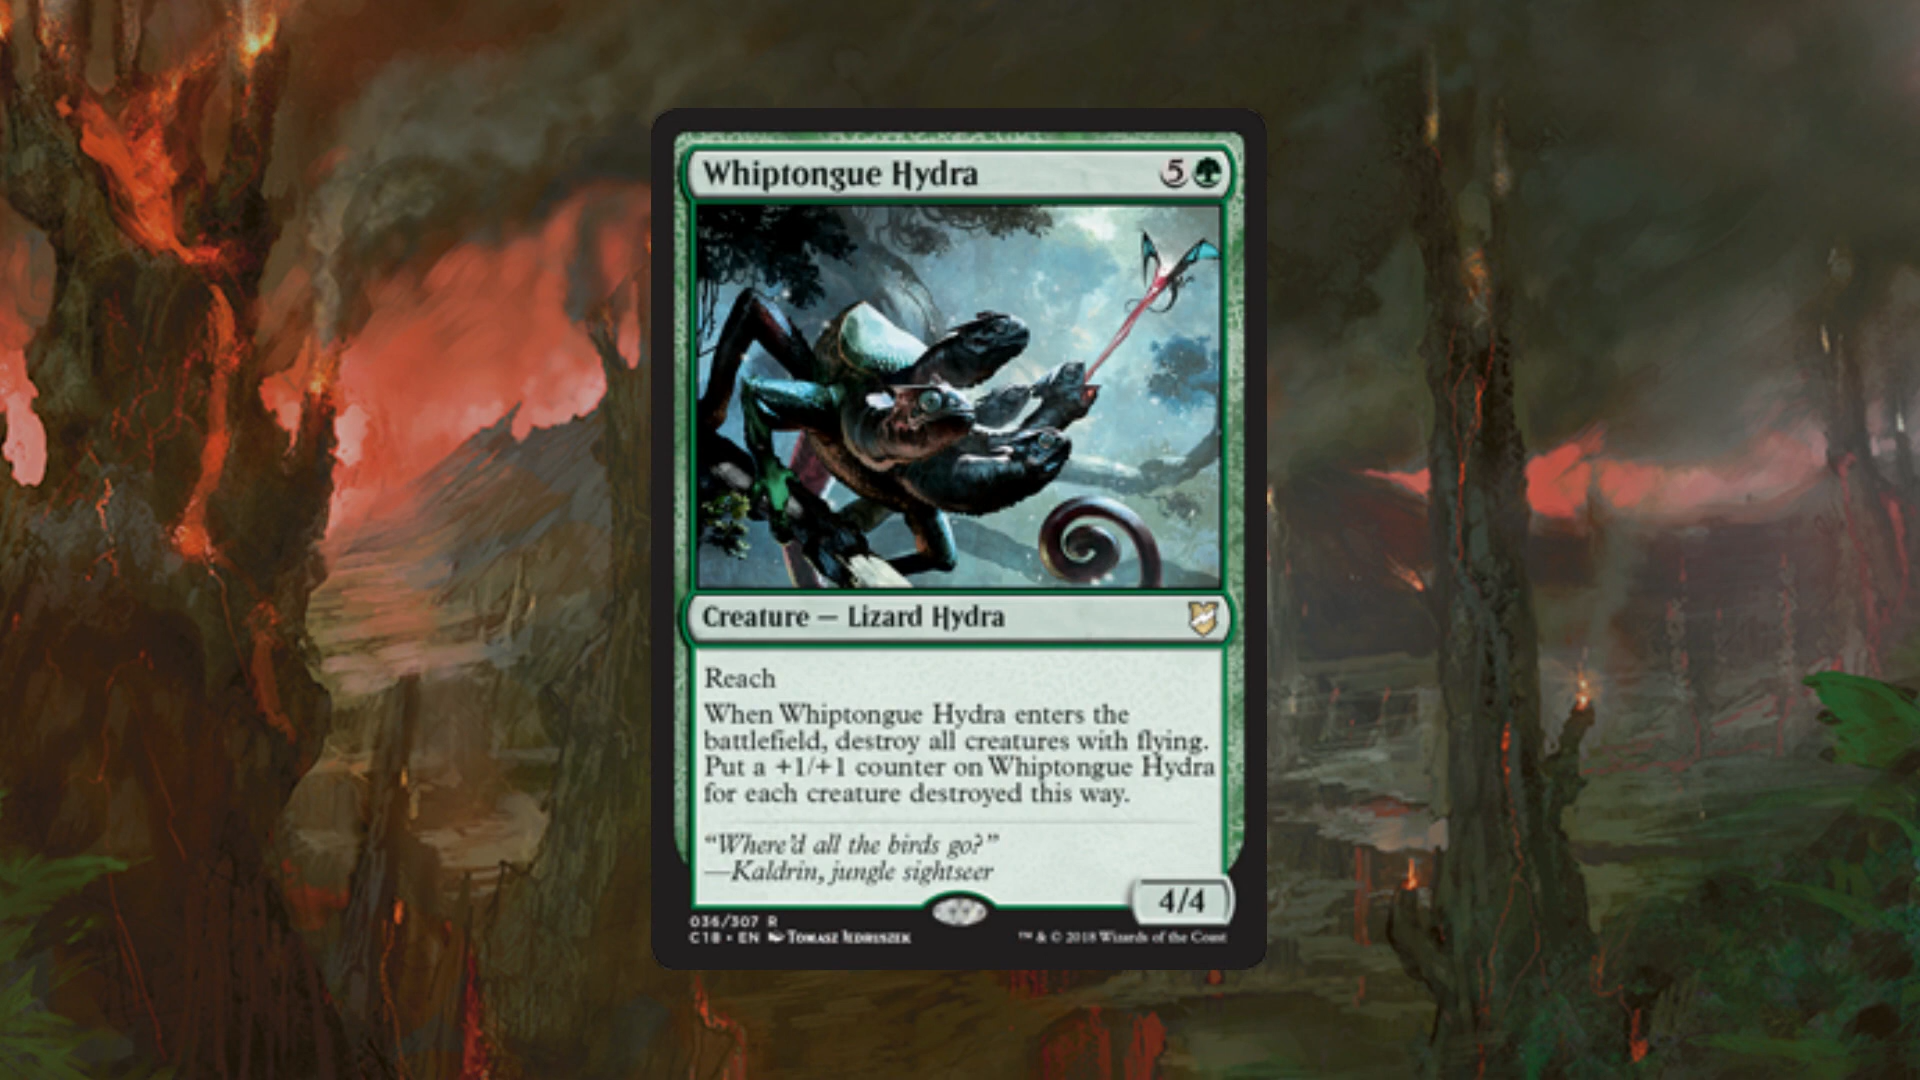 Whiptongue Hydra
5
Creature — Lizard Hydra
Reach
When Whiptongue Hydra enters the
battlefield, destroy all creatures with flying.
Put a +1/+1 counter on Whiptongue Hydra
for each creature destroyed this way.
“Where’d all the birds go?”
—Kaldrin, jungle sightseer
4/4
036/307 R
C18 • EN Tomasz Jedruszek
™ & © 2018 Wizards of the Coast